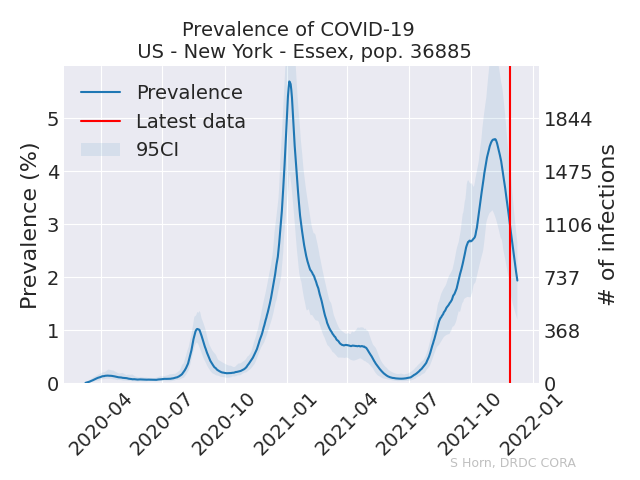 Prevalence of COVID-19
US - New York - Essex, pop. 36885
Prevalence
Latest data
95CI
Prevalence (%)
5
4
3
2
1
0
1844
1475
1106
737
368
0
# of infections
2020-04
2020-07
2020-10
2021-01
2021-04
2021-07
2021-10
2022-01
S Horn, DRDC CORA